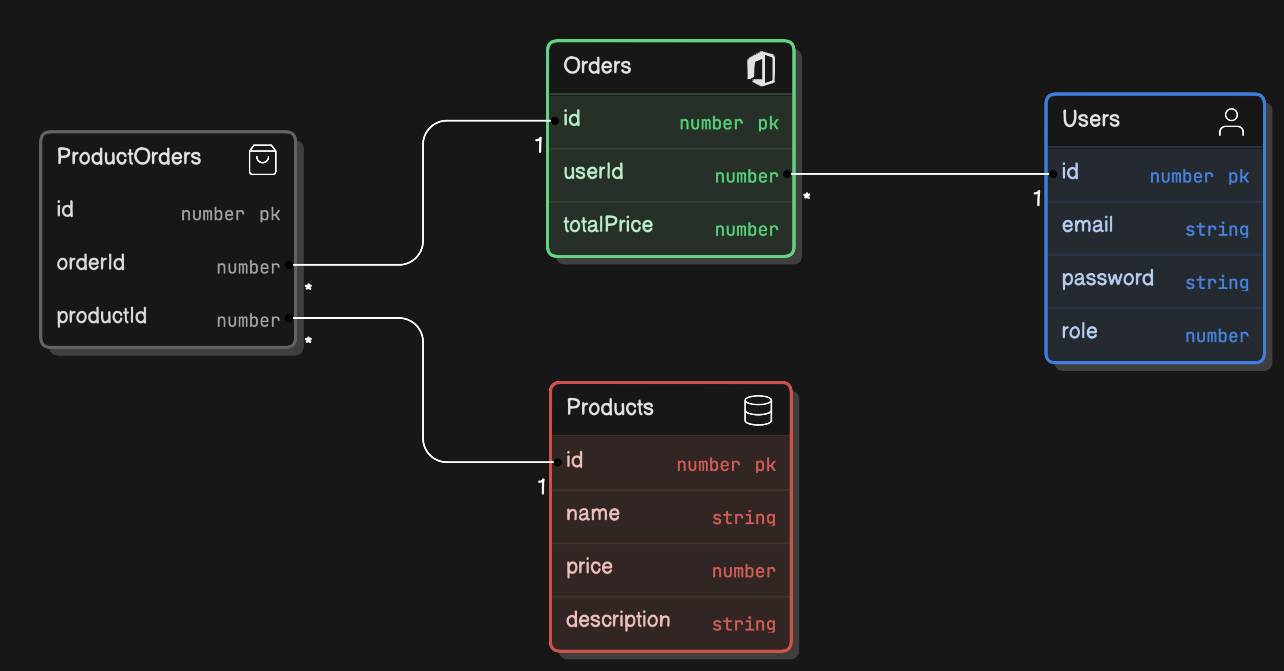 ProductOrders
id number pk
orderId number
*
productId number
*
Orders
id number pk
1
userId number
*
totalPrice number
Products
id number pk
1
name string
price number
description string
Users
id number pk
1
email string
password string
role number